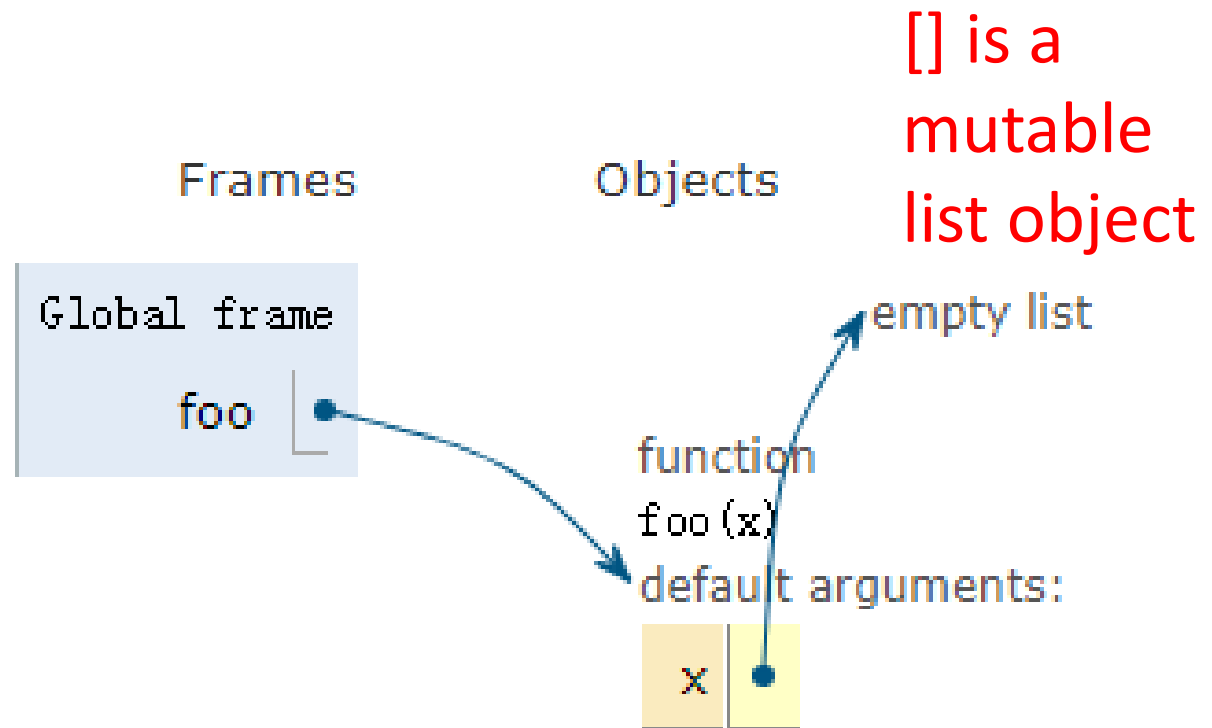 [] is a
mutable
list object
Frames
Objects
Global frame
foo
empty list
function
foo(x)
default arguments:
x